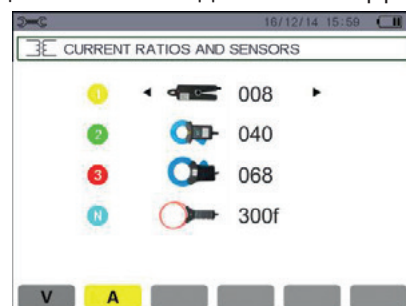 16/12/14 15:59
CURRENT RATIOS AND SENSORS
1 008
2 040
3 068
N 300f
V A